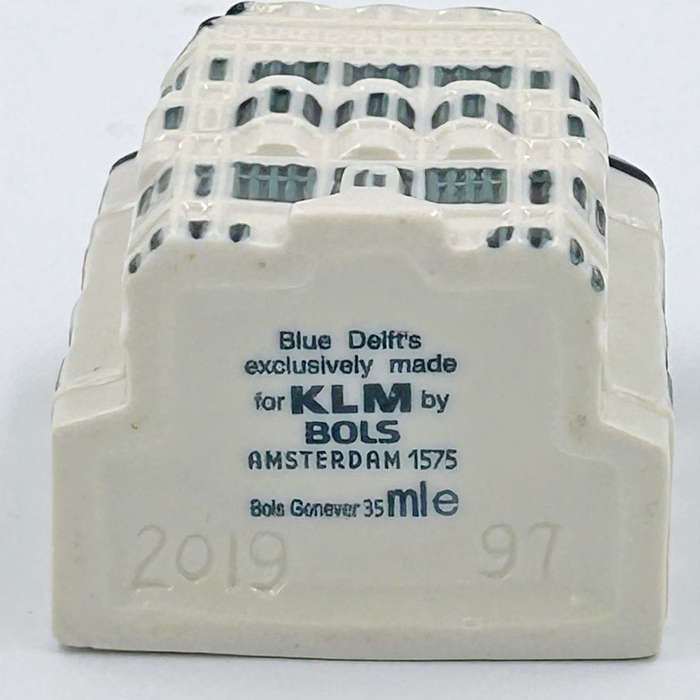 Blue Delft's
exclusively made
for KLM by
BOLS
AMSTERDAM 1575
Bols Genever 35 ml e
2019 97